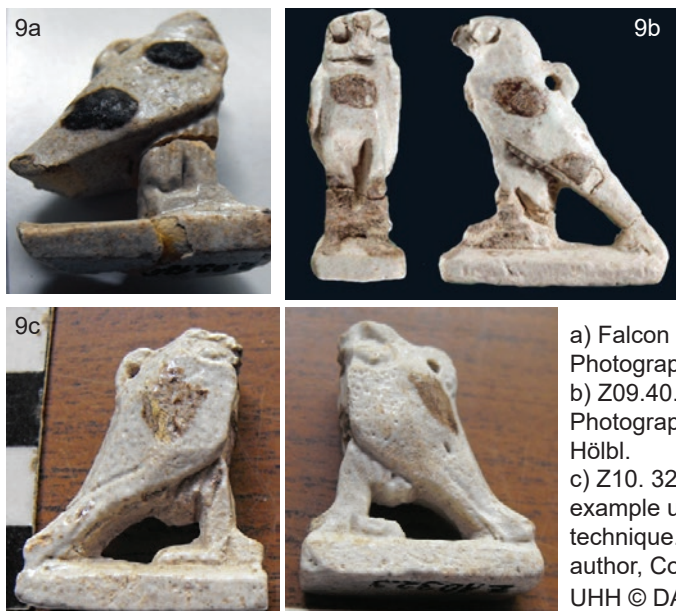 9a
9b
9c
a) Falcon
Photograp
b) Z09.40.
Photograp
Hölbl.
c) Z10. 32
example u
technique.
author, Co
UHH © DA